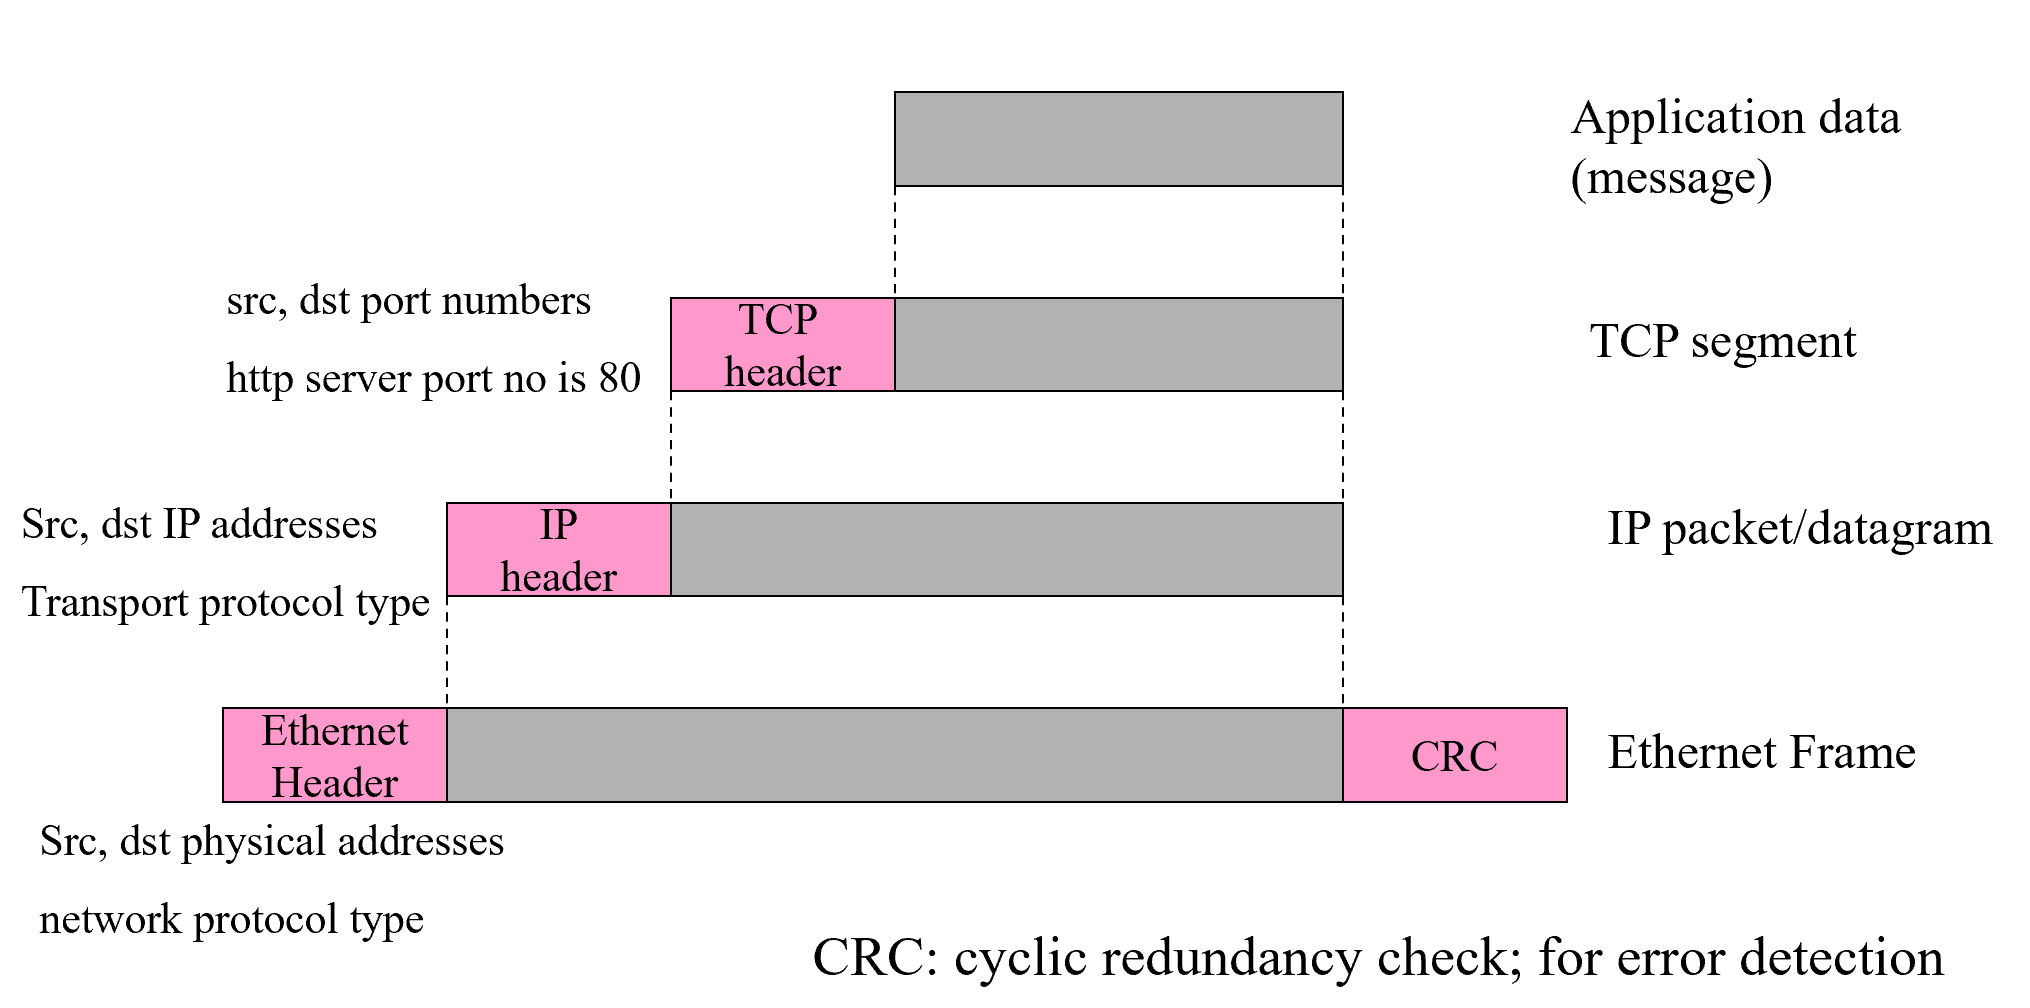 Application data
(message)
src, dst port numbers
http server port no is 80
TCP
header
TCP segment
Src, dst IP addresses
Transport protocol type
IP
header
IP packet/datagram
Ethernet
Header
CRC
Ethernet Frame
Src, dst physical addresses
network protocol type
CRC: cyclic redundancy check; for error detection